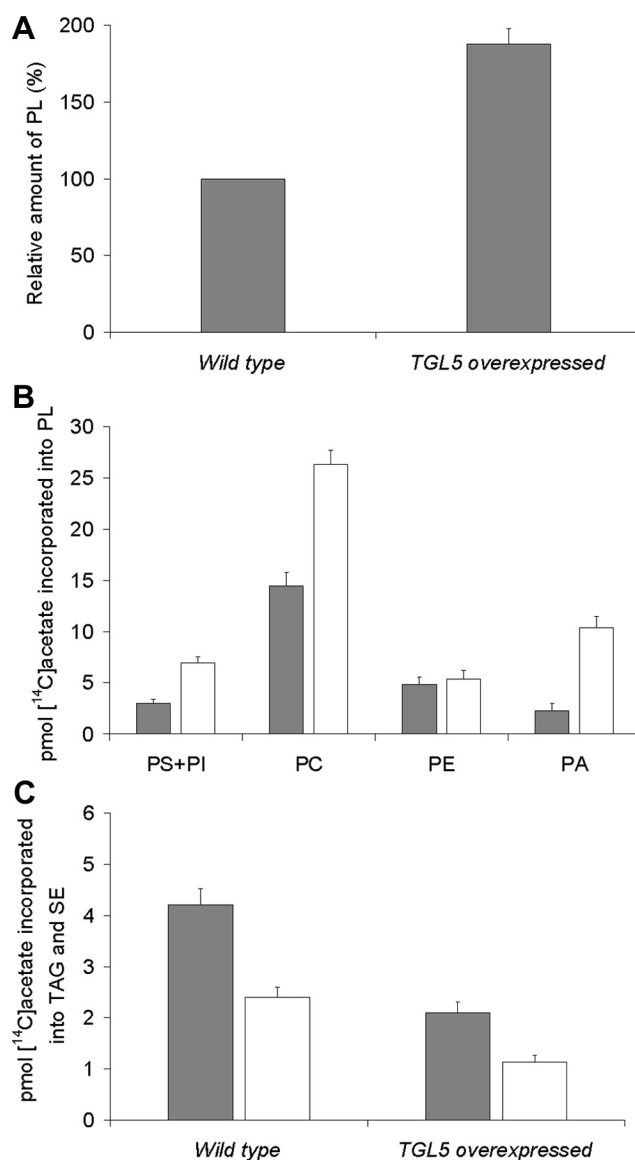 A
Relative amount of PL (%)
200
150
100
50
0
Wild type
TGL5 overexpressed
B
pmol [¹⁴C]acetate incorporated into PL
30
25
20
15
10
5
0
PS+PI
PC
PE
PA
C
pmol [¹⁴C]acetate incorporated
into TAG and SE
6
5
4
3
2
1
0
Wild type
TGL5 overexpressed